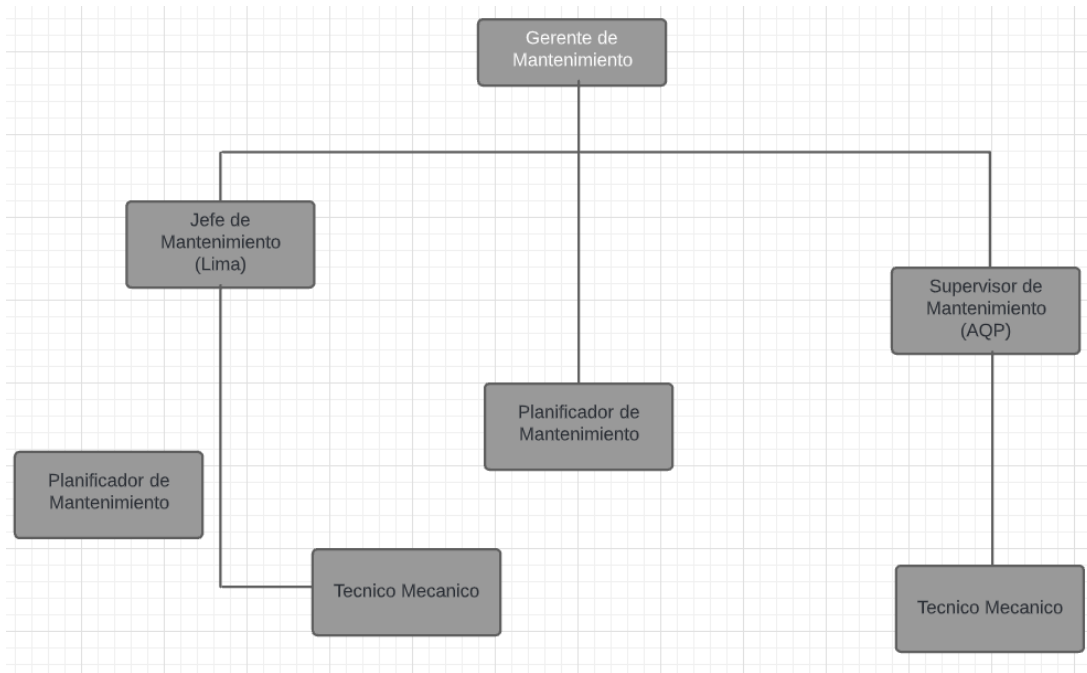 Gerente de
Mantenimiento
Jefe de
Mantenimiento
(Lima)
Supervisor de
Mantenimiento
(AQP)
Planificador de
Mantenimiento
Planificador de
Mantenimiento
Tecnico Mecanico
Tecnico Mecanico